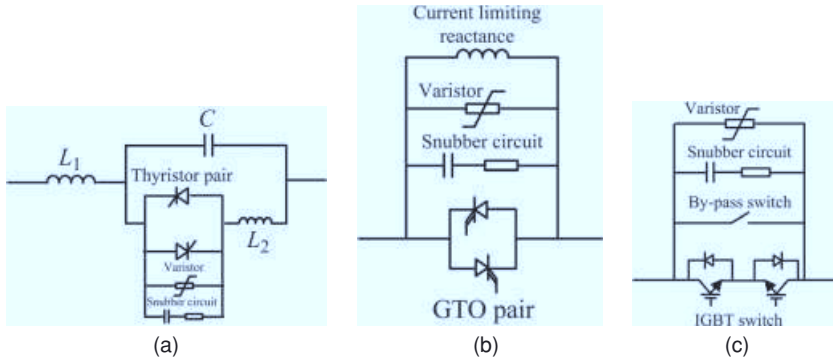 C
L1
Thyristor pair
L2
Varistor
Snubber circuit
(a)
Current limiting
reactance
Varistor
Snubber circuit
GTO pair
(b)
Varistor
Snubber circuit
By-pass switch
IGBT switch
(c)